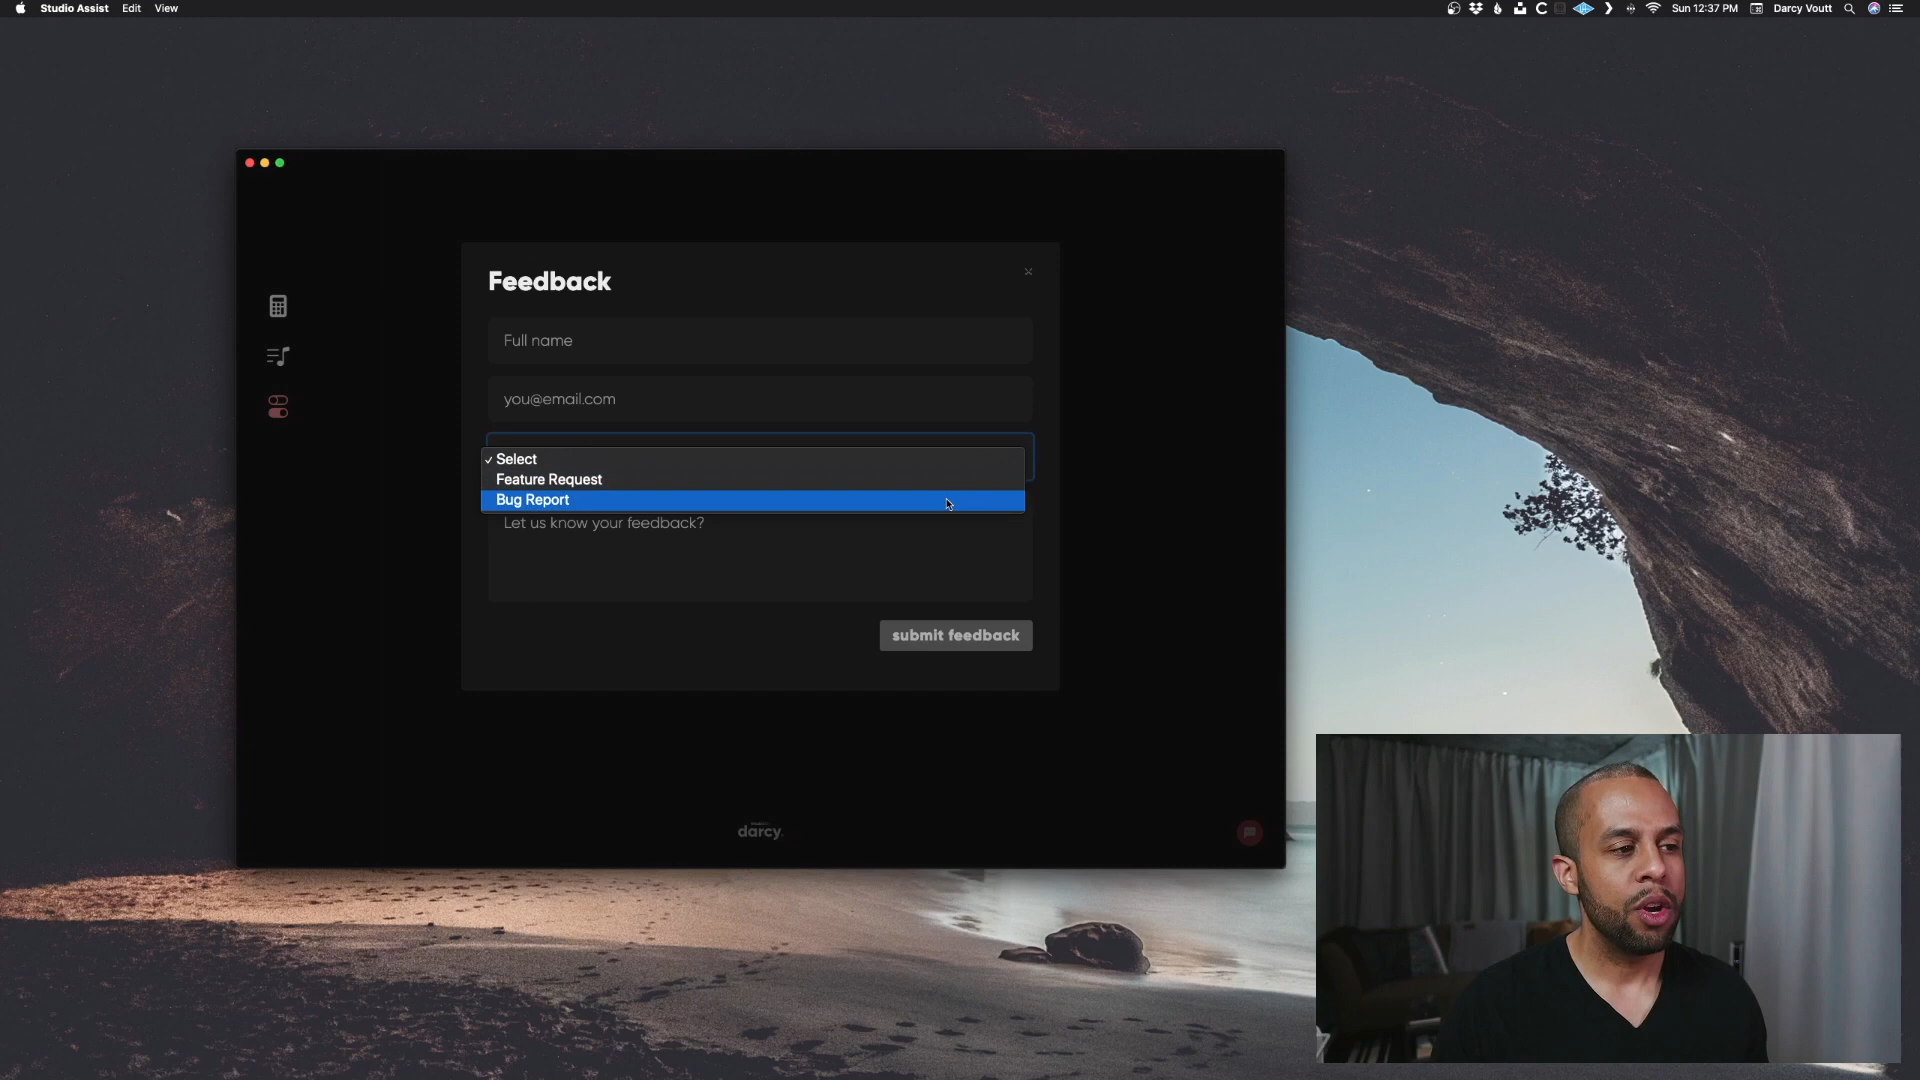 Studio Assist Edit View
Sun 12:37 PM Darcy Voutt
Feedback
Full name
you@email.com
Select
Feature Request
Bug Report
Let us know your feedback?
submit feedback
darcy.